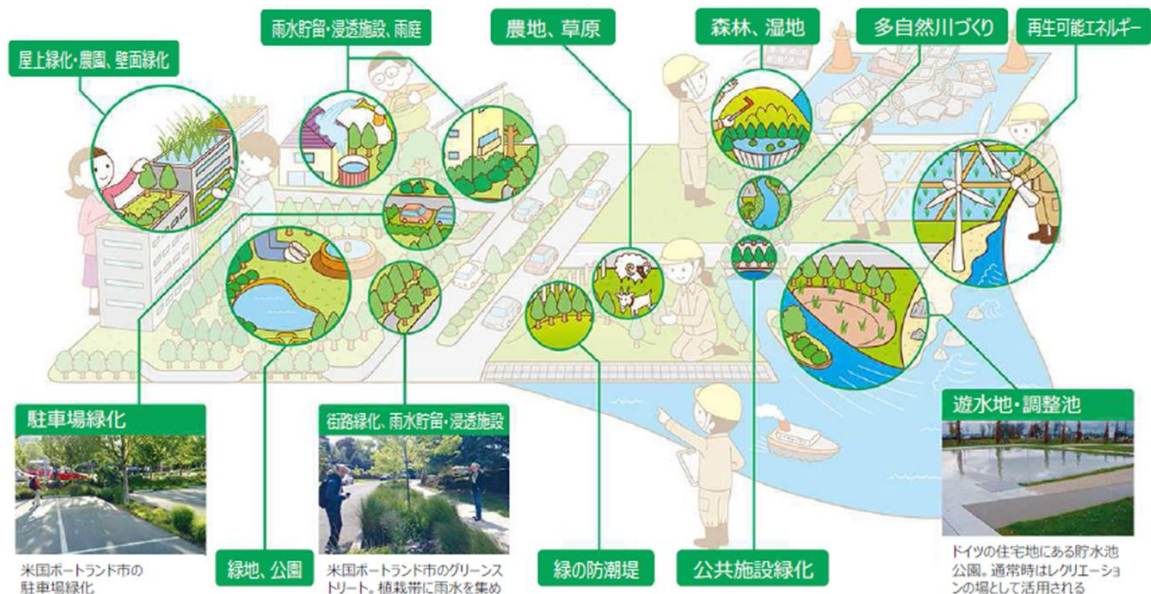 屋上緑化・農園、壁面緑化
雨水貯留・浸透施設、雨庭
農地、草原
森林、湿地
多自然川づくり
再生可能エネルギー
駐車場緑化
米国ポートランド市の
駐車場緑化
緑地、公園
街路緑化、雨水貯留・浸透施設
米国ポートランド市のグリーンス
トリート。植栽帯に雨水を集め
緑の防潮堤
公共施設緑化
遊水地・調整池
ドイツの住宅地にある貯水池
公園。通常時はレクリエーショ
ンの場として活用される